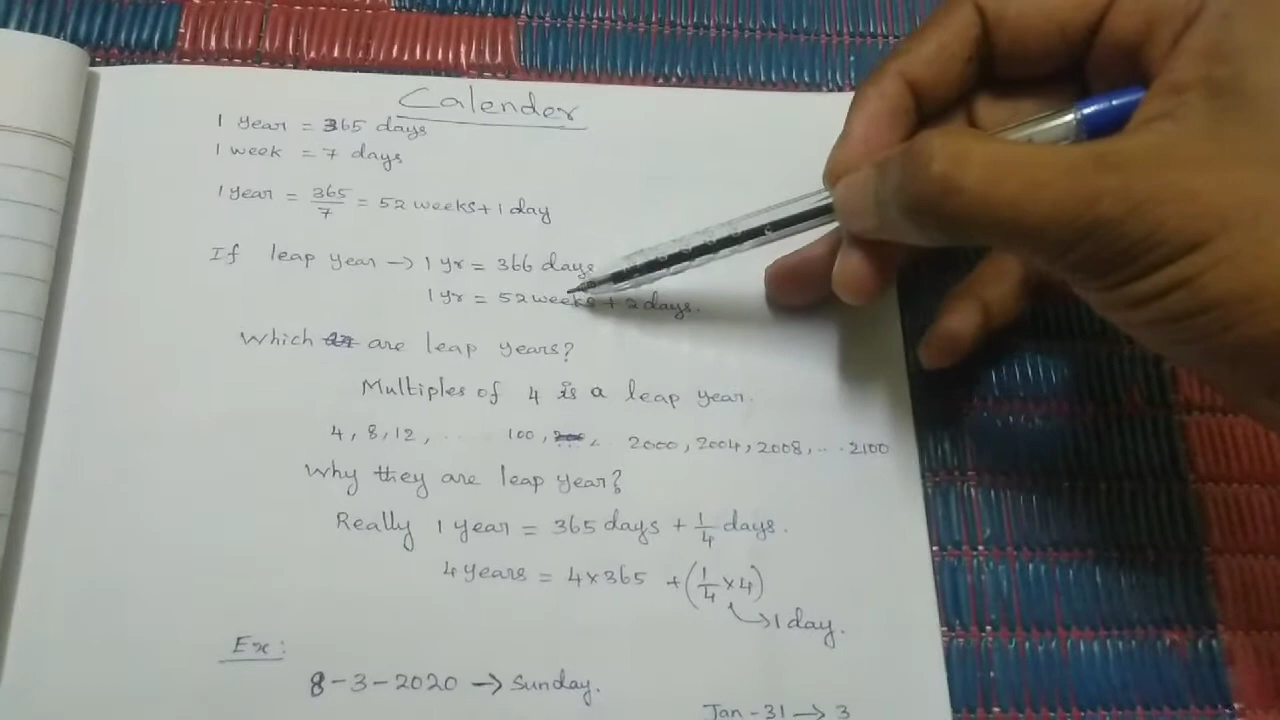 Calender
1 Year = 365 days
1 week = 7 days
1 Year = 365/7 = 52 weeks + 1 day
If leap year → 1 yr = 366 days
1 yr = 52 weeks + 2 days.
Which are leap years?
Multiples of 4 is a leap year.
4, 8, 12, ... 100, .. 2000, 2004, 2008, ... 2100
Why they are leap year?
Really 1 year = 365 days + 1/4 days.
4 years = 4×365 + (1/4 × 4)
→ 1 day.
Ex:
8-3-2020 → Sunday.
Jan-31 → 3